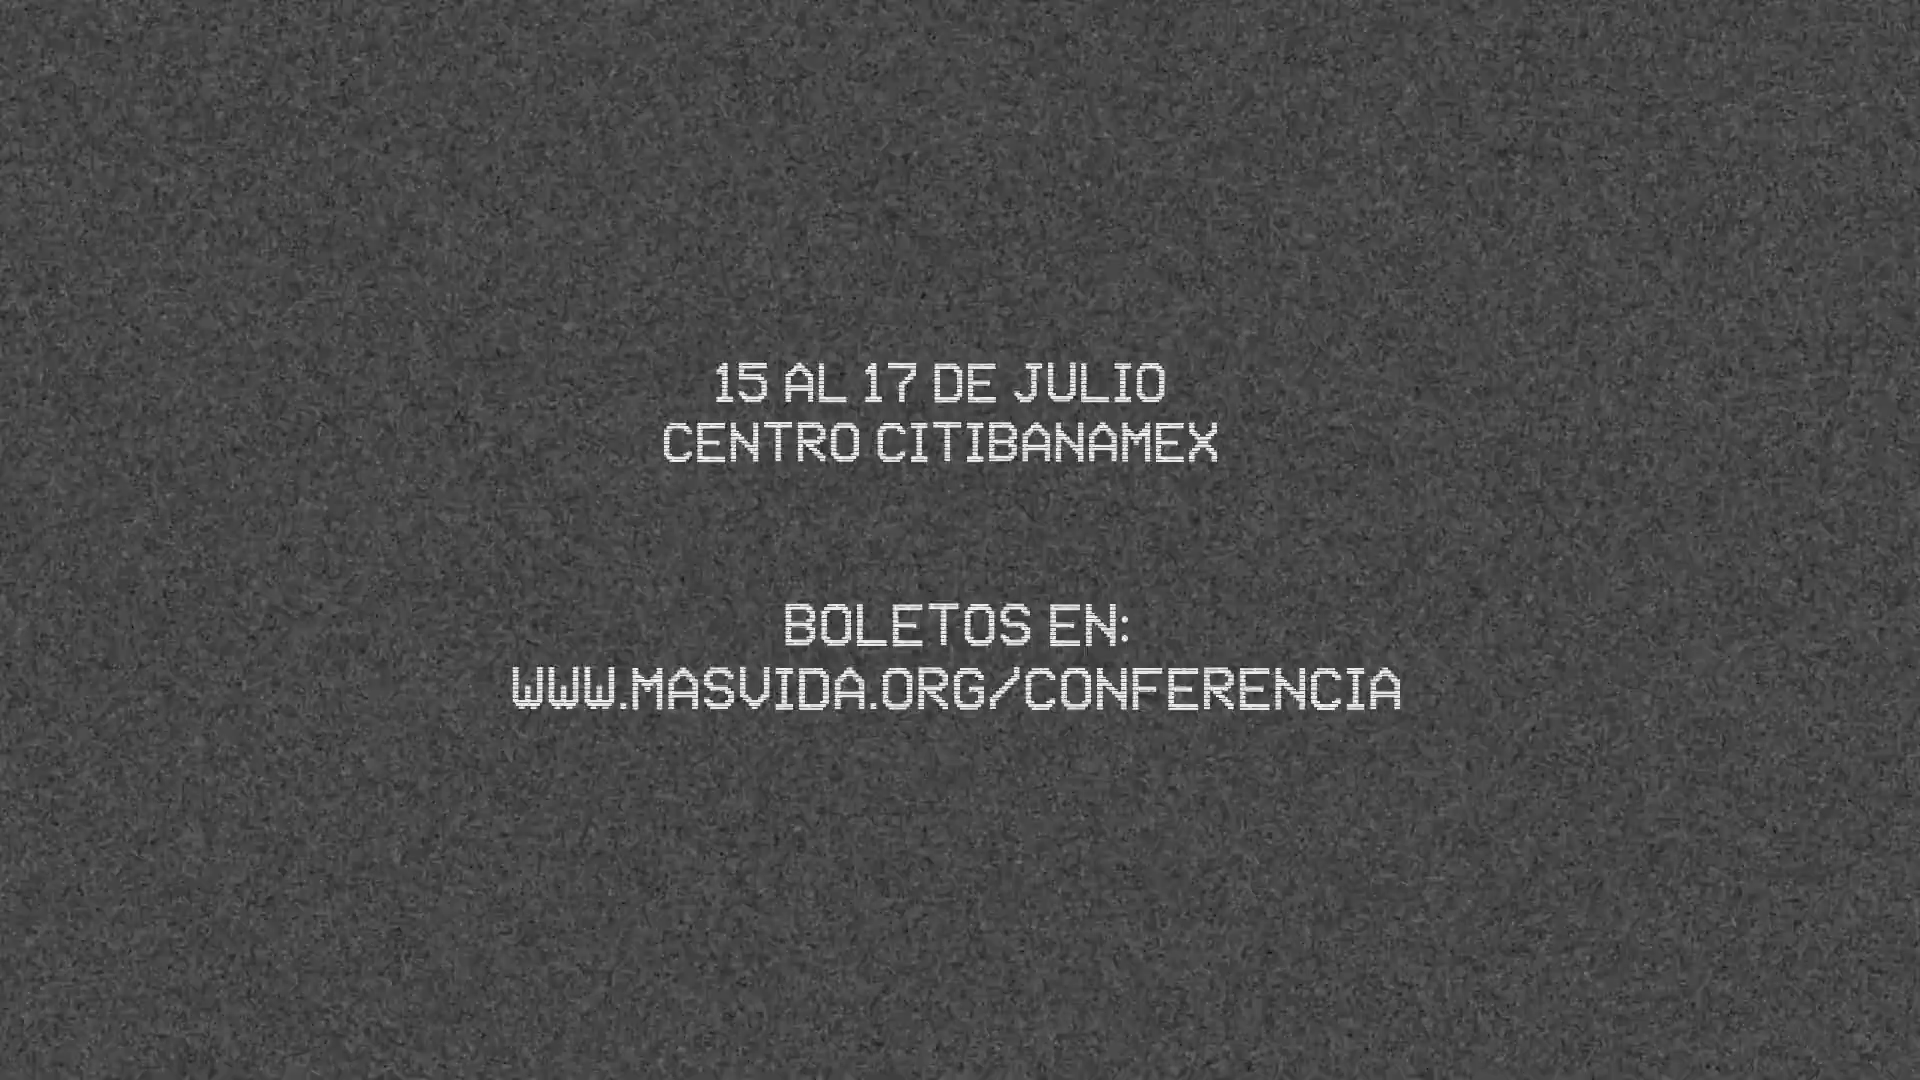 15 AL 17 DE JULIO
CENTRO CITIBANAMEX
BOLETOS EN:
WWW.MASVIDA.ORG/CONFERENCIA